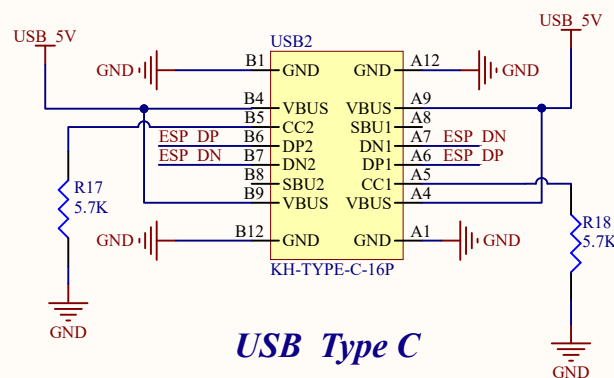 USB_5V
USB_5V
USB2
GND
B1
GND
GND
A12
GND
B4
VBUS
VBUS
A9
B5
CC2
SBU1
A8
ESP_DP
B6
DP2
DN1
A7
ESP_DN
ESP_DN
B7
DN2
DP1
A6
ESP_DP
B8
SBU2
CC1
A5
B9
VBUS
VBUS
A4
R17
5.7K
R18
5.7K
GND
B12
GND
GND
A1
GND
KH-TYPE-C-16P
GND
USB Type C
GND